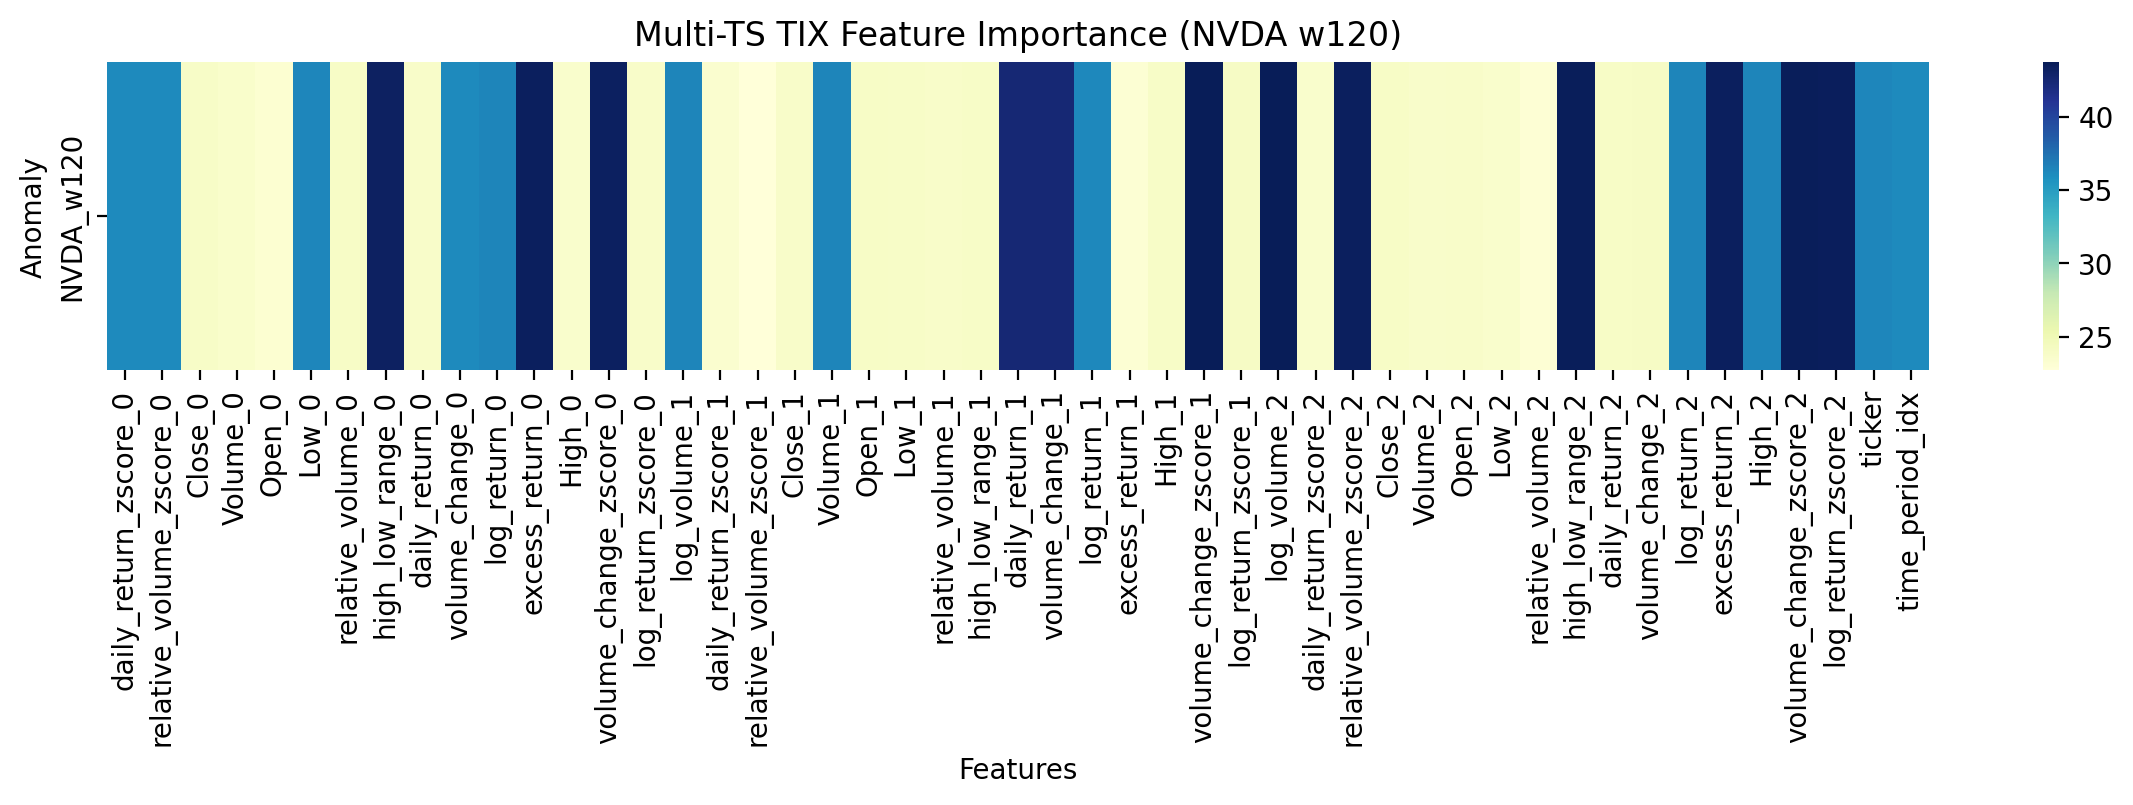 Multi-TS TIX Feature Importance (NVDA w120)
Anomaly
NVDA_w120
40
35
30
25
daily_return_zscore_0
relative_volume_zscore_0
Close_0
Volume_0
Open_0
Low_0
relative_volume_0
high_low_range_0
daily_return_0
volume_change_0
log_return_0
excess_return_0
High_0
volume_change_zscore_0
log_return_zscore_0
log_volume_1
daily_return_zscore_1
relative_volume_zscore_1
Close_1
Volume_1
Open_1
Low_1
relative_volume_1
high_low_range_1
daily_return_1
volume_change_1
log_return_1
excess_return_1
High_1
volume_change_zscore_1
log_return_zscore_1
log_volume_2
daily_return_zscore_2
relative_volume_zscore_2
Close_2
Volume_2
Open_2
Low_2
relative_volume_2
high_low_range_2
daily_return_2
volume_change_2
log_return_2
excess_return_2
High_2
volume_change_zscore_2
log_return_zscore_2
ticker
time_period_idx
Features